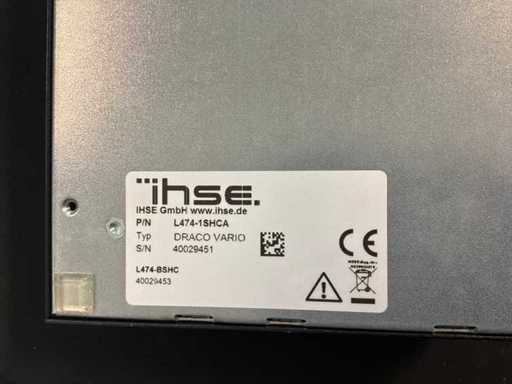 ihse.
IHSE GmbH www.ihse.de
P/N L474-1SHCA
Typ DRACO VARIO
S/N 40029451
L474-BSHC
40029453
CE